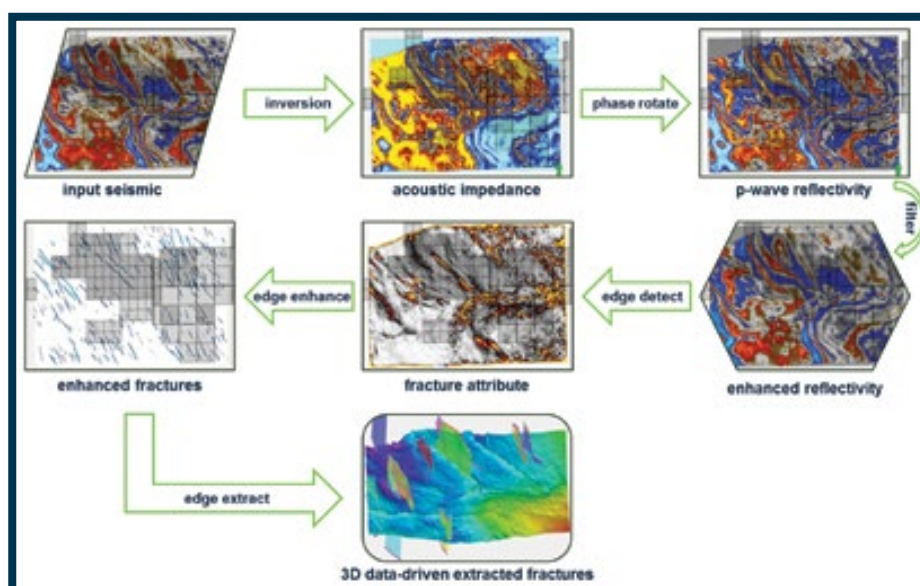 inversion
phase rotate
input seismic
acoustic impedance
p-wave reflectivity
filter
edge enhance
edge detect
enhanced fractures
fracture attribute
enhanced reflectivity
edge extract
3D data-driven extracted fractures